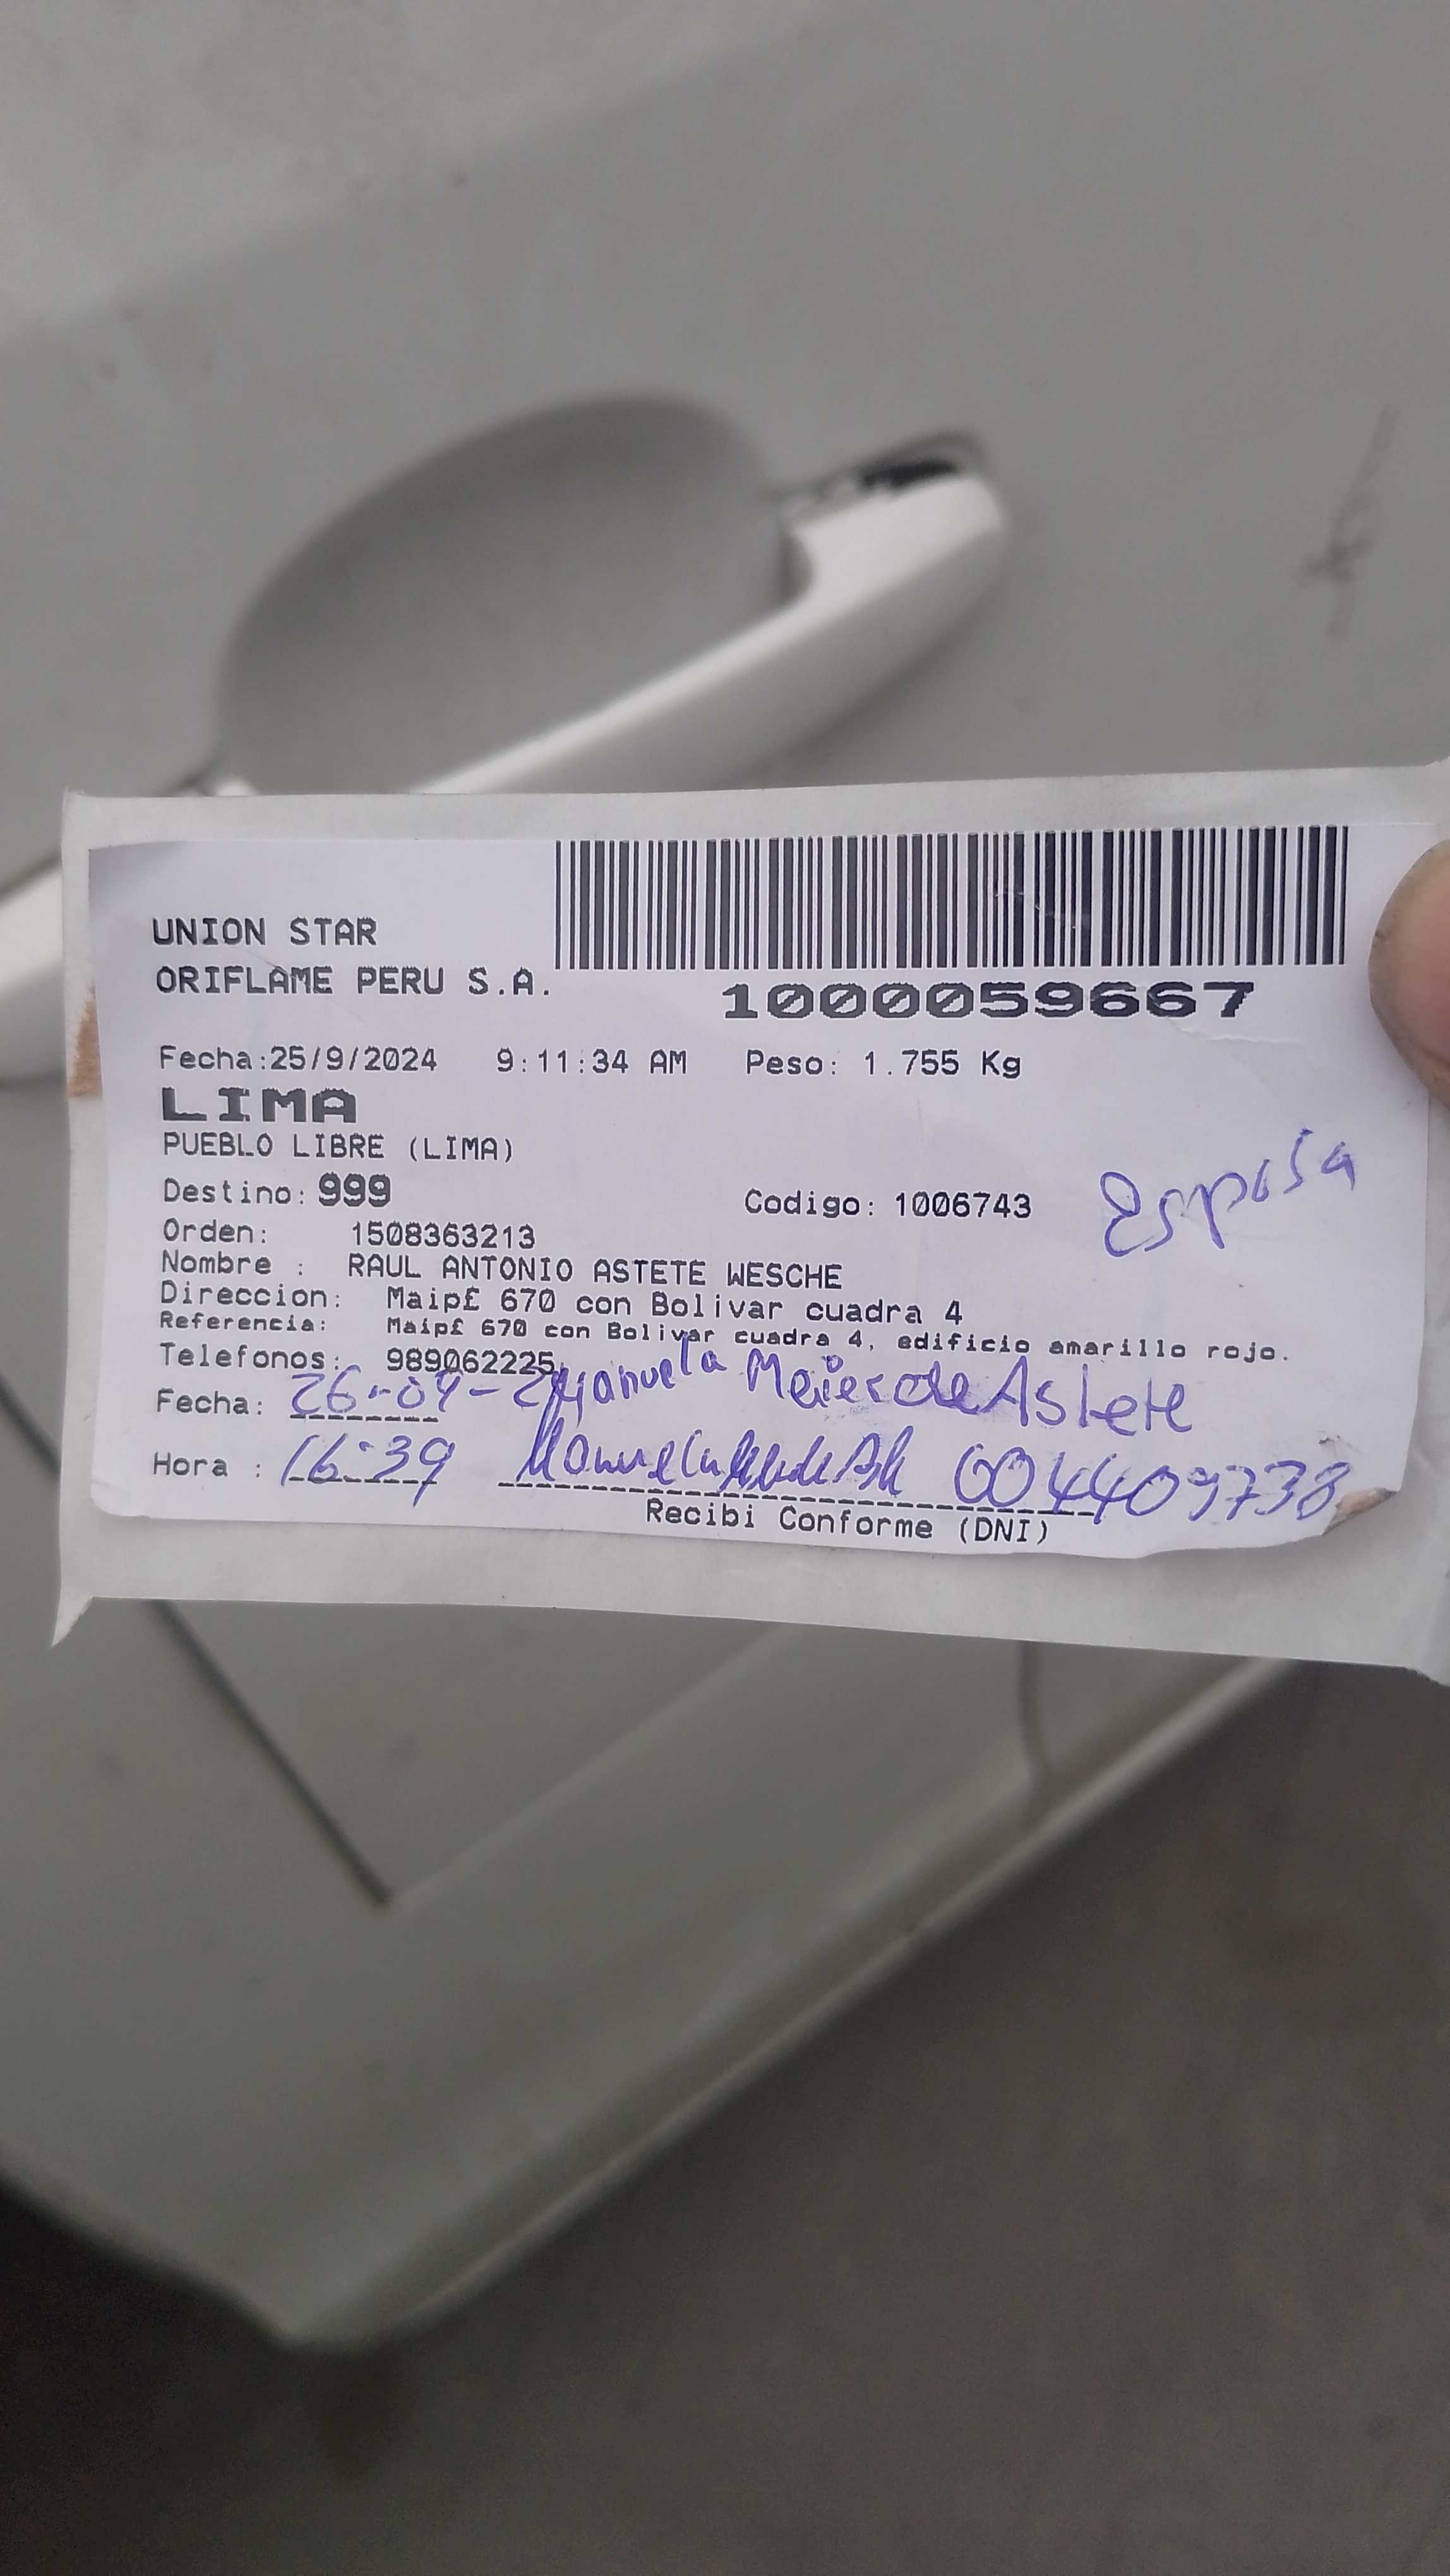 UNION STAR
ORIFLAME PERU S.A.
1000059667
Fecha:25/9/2024 9:11:34 AM Peso: 1.755 Kg
LIMA
PUEBLO LIBRE (LIMA)
Destino: 999 Codigo: 1006743 Esposa
Orden: 1508363213
Nombre : RAUL ANTONIO ASTETE WESCHE
Direccion: Maip£ 670 con Bolivar cuadra 4
Referencia: Maip£ 670 con Bolivar cuadra 4, edificio amarillo rojo.
Telefonos: 989062225
Fecha: 26-09-2 Manuela Meier de Astete
Hora : 16:39 004409738
Recibi Conforme (DNI)